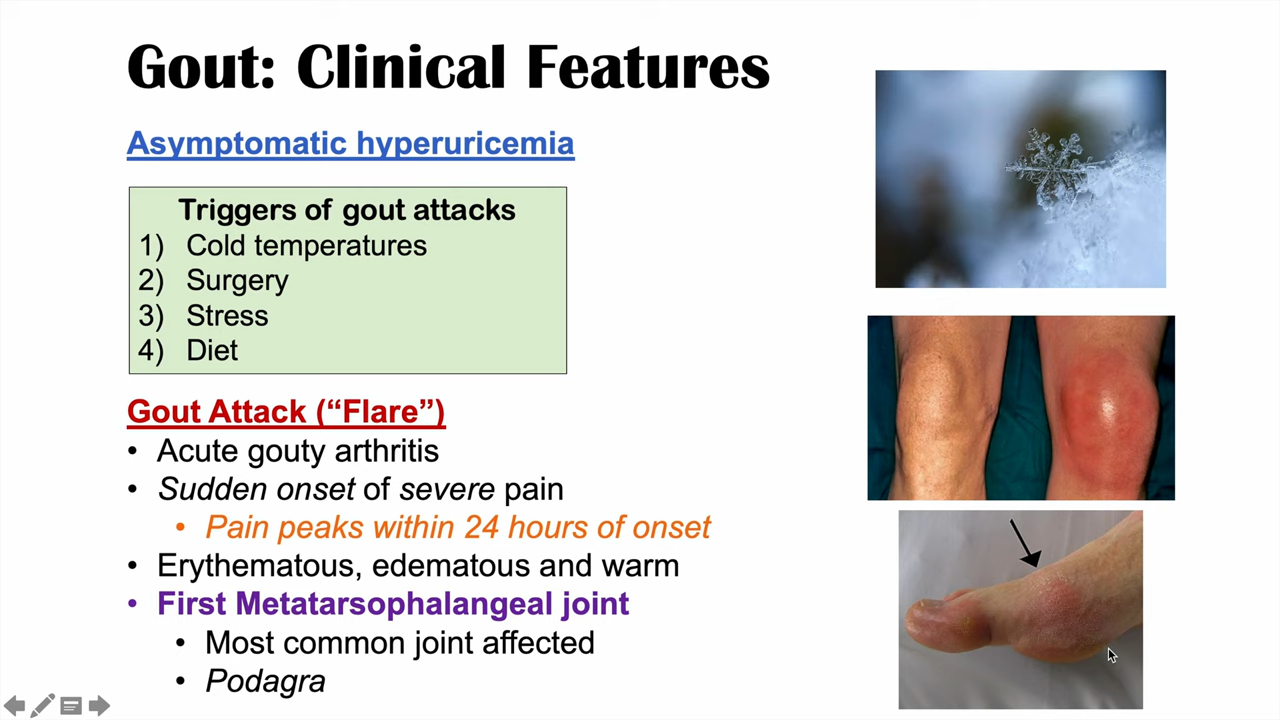 Gout: Clinical Features
Asymptomatic hyperuricemia
Triggers of gout attacks
1) Cold temperatures
2) Surgery
3) Stress
4) Diet
Gout Attack (“Flare”)
• Acute gouty arthritis
• Sudden onset of severe pain
• Pain peaks within 24 hours of onset
• Erythematous, edematous and warm
• First Metatarsophalangeal joint
• Most common joint affected
• Podagra